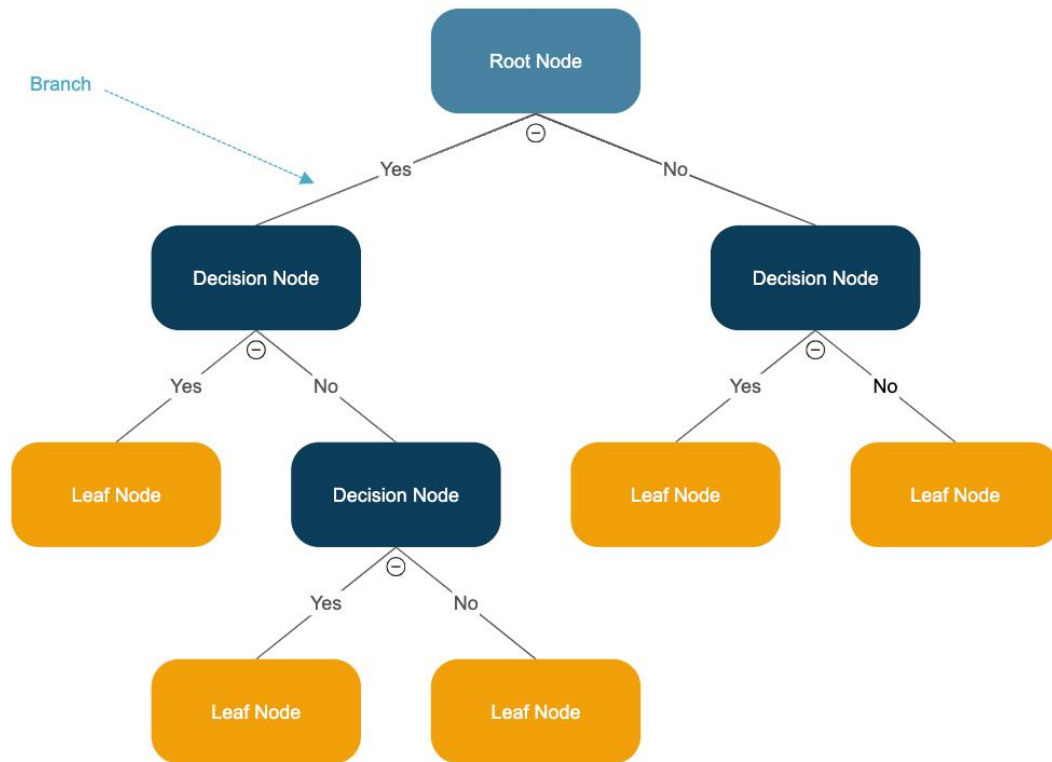 Root Node
Branch
Yes
No
Decision Node
Decision Node
Yes
No
Yes
No
Leaf Node
Decision Node
Leaf Node
Leaf Node
Yes
No
Leaf Node
Leaf Node